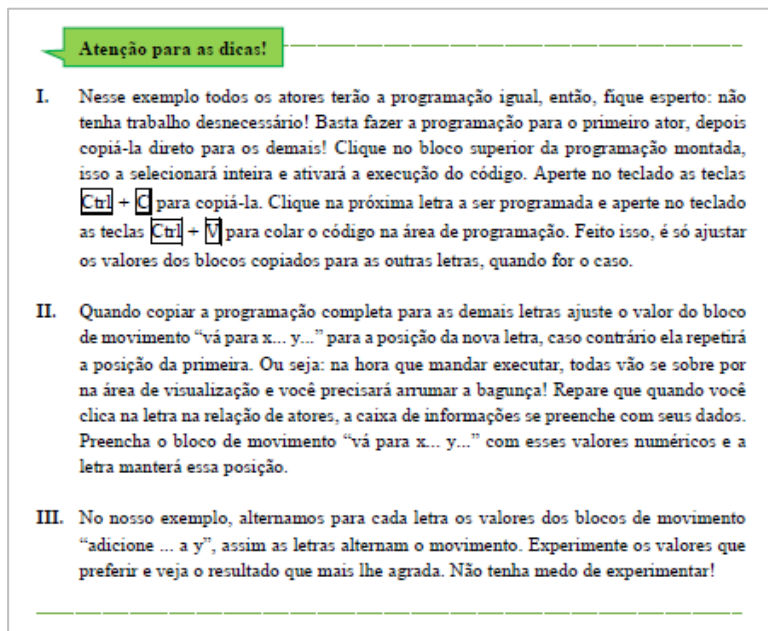 Atenção para as dicas!
I. Nesse exemplo todos os atores terão a programação igual, então, fique esperto: não
tenha trabalho desnecessário! Basta fazer a programação para o primeiro ator, depois
copiá-la direto para os demais! Clique no bloco superior da programação montada,
isso a selecionará inteira e ativará a execução do código. Aperte no teclado as teclas
Ctrl + C para copiá-la. Clique na próxima letra a ser programada e aperte no teclado
as teclas Ctrl + V para colar o código na área de programação. Feito isso, é só ajustar
os valores dos blocos copiados para as outras letras, quando for o caso.
II. Quando copiar a programação completa para as demais letras ajuste o valor do bloco
de movimento “vá para x... y...” para a posição da nova letra, caso contrário ela repetirá
a posição da primeira. Ou seja: na hora que mandar executar, todas vão se sobre por
na área de visualização e você precisará arrumar a bagunça! Repare que quando você
clica na letra na relação de atores, a caixa de informações se preenche com seus dados.
Preencha o bloco de movimento “vá para x... y...” com esses valores numéricos e a
letra manterá essa posição.
III. No nosso exemplo, alternamos para cada letra os valores dos blocos de movimento
“adicione ... a y”, assim as letras alternam o movimento. Experimente os valores que
preferir e veja o resultado que mais lhe agrada. Não tenha medo de experimentar!